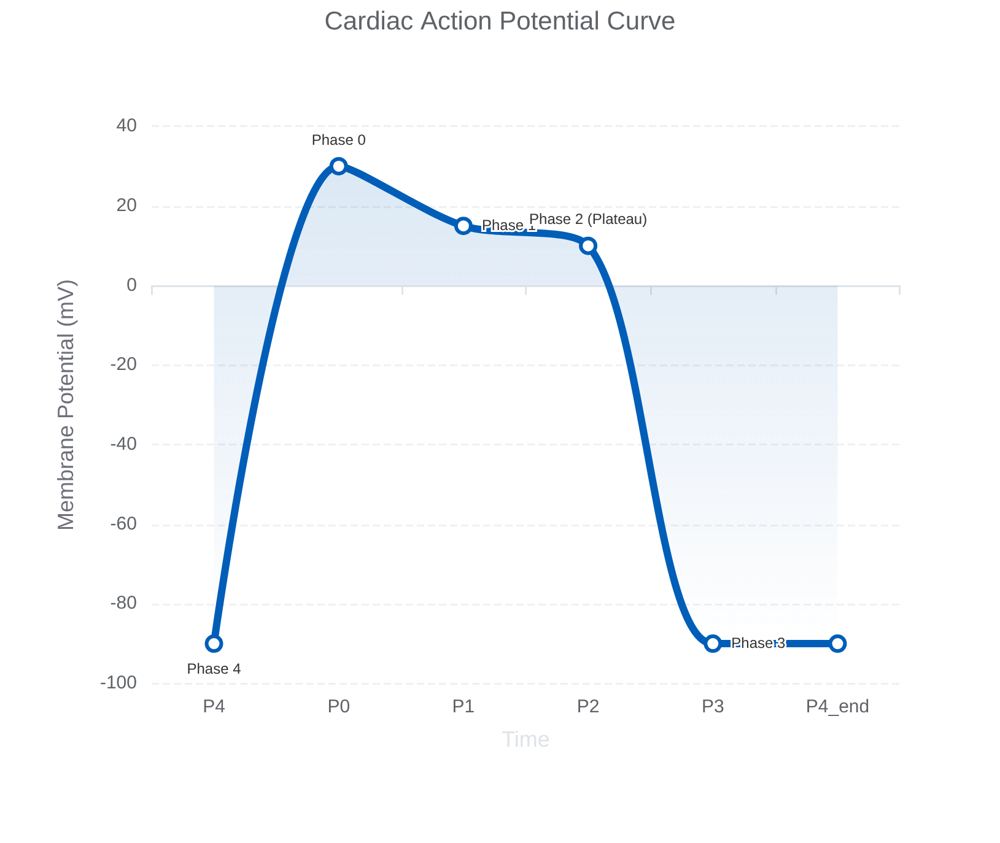 Cardiac Action Potential Curve
Membrane Potential (mV)
40
20
0
-20
-40
-60
-80
-100
Phase 0
Phase 1
Phase 2 (Plateau)
Phase 3
Phase 4
P4 P0 P1 P2 P3 P4_end
Time